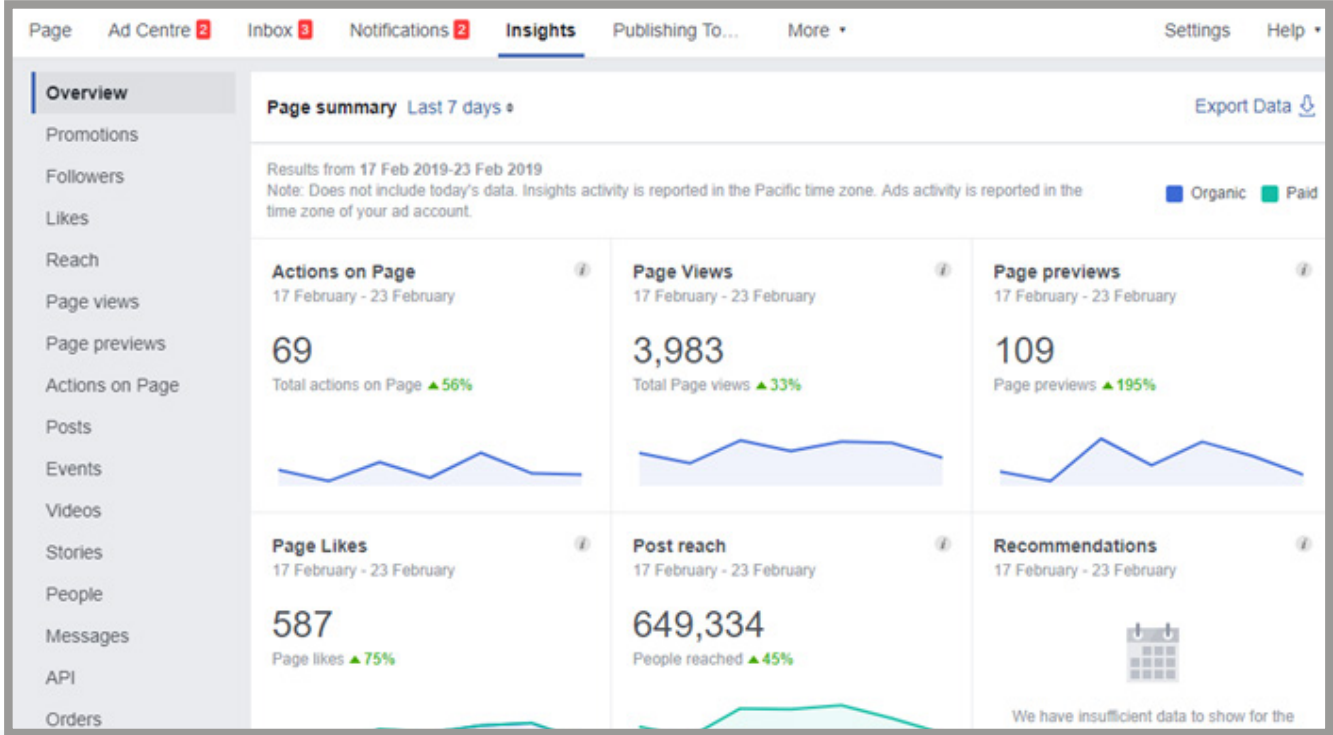 Page Ad Centre 2 Inbox 3 Notifications 2 Insights Publishing To... More Settings Help
Overview
Promotions
Followers
Likes
Reach
Page views
Page previews
Actions on Page
Posts
Events
Videos
Stories
People
Messages
API
Orders
Page summary Last 7 days
Export Data
Results from 17 Feb 2019-23 Feb 2019
Note: Does not include today's data. Insights activity is reported in the Pacific time zone. Ads activity is reported in the
time zone of your ad account.
Organic Paid
Actions on Page i
17 February - 23 February
69
Total actions on Page ▲56%
Page Views i
17 February - 23 February
3,983
Total Page views ▲33%
Page previews i
17 February - 23 February
109
Page previews ▲195%
Page Likes i
17 February - 23 February
587
Page likes ▲75%
Post reach i
17 February - 23 February
649,334
People reached ▲45%
Recommendations i
17 February - 23 February
We have insufficient data to show for the